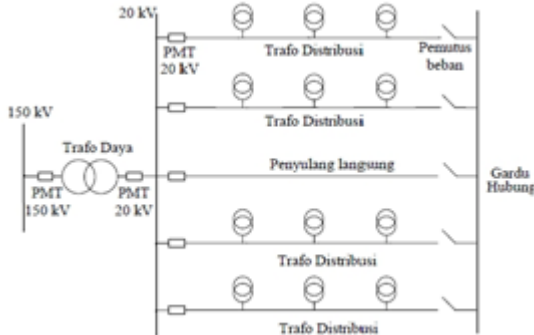 20 kV
PMT
20 kV
Trafo Distribusi
Pemutus
beban
Trafo Distribusi
150 kV
Trafo Daya
PMT
150 kV
PMT
20 kV
Penyulang langsung
Gardu
Hubung
Trafo Distribusi
Trafo Distribusi